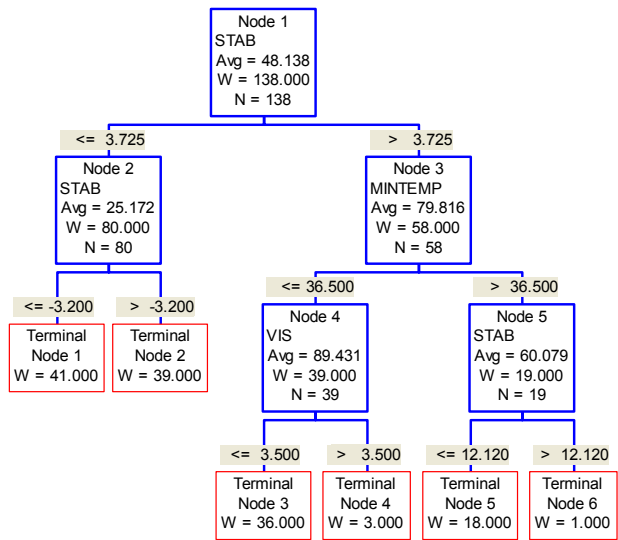 Node 1
STAB
Avg = 48.138
W = 138.000
N = 138
<= 3.725
> 3.725
Node 2
STAB
Avg = 25.172
W = 80.000
N = 80
Node 3
MINTEMP
Avg = 79.816
W = 58.000
N = 58
<= -3.200
> -3.200
<= 36.500
> 36.500
Terminal
Node 1
W = 41.000
Terminal
Node 2
W = 39.000
Node 4
VIS
Avg = 89.431
W = 39.000
N = 39
Node 5
STAB
Avg = 60.079
W = 19.000
N = 19
<= 3.500
> 3.500
<= 12.120
> 12.120
Terminal
Node 3
W = 36.000
Terminal
Node 4
W = 3.000
Terminal
Node 5
W = 18.000
Terminal
Node 6
W = 1.000